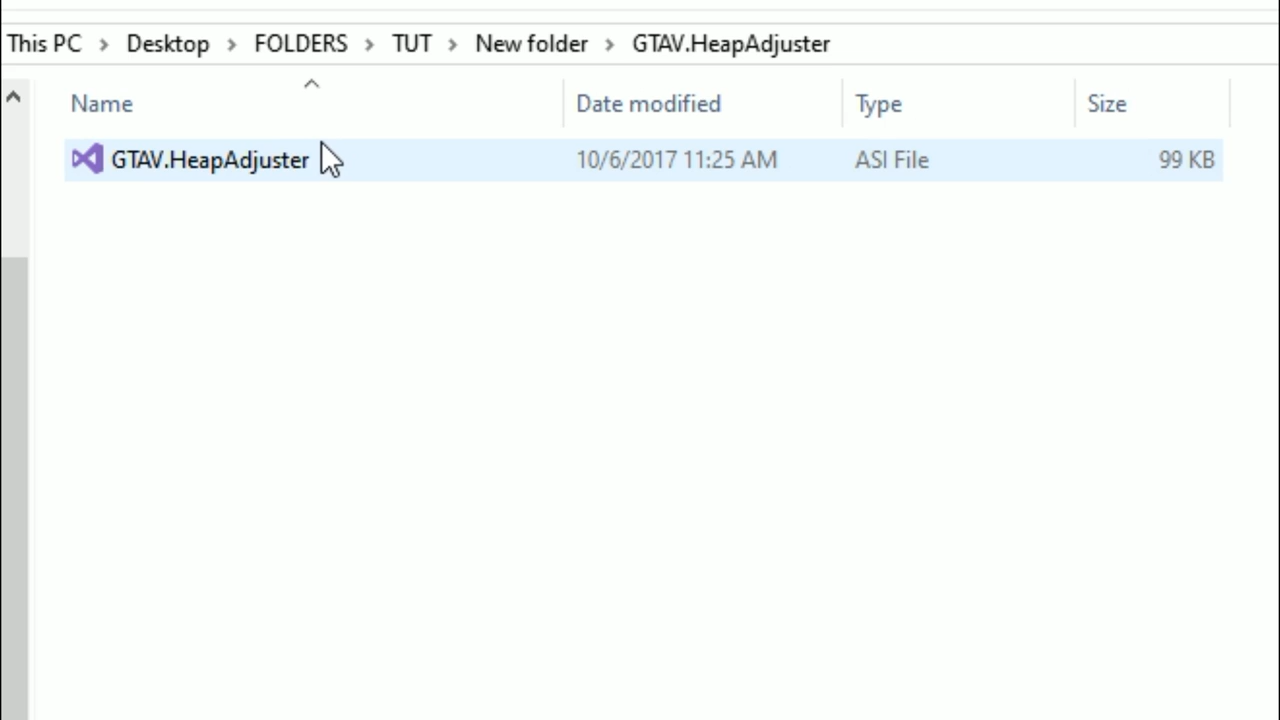 This PC > Desktop > FOLDERS > TUT > New folder > GTAV.HeapAdjuster
Name Date modified Type Size
GTAV.HeapAdjuster 10/6/2017 11:25 AM ASI File 99 KB